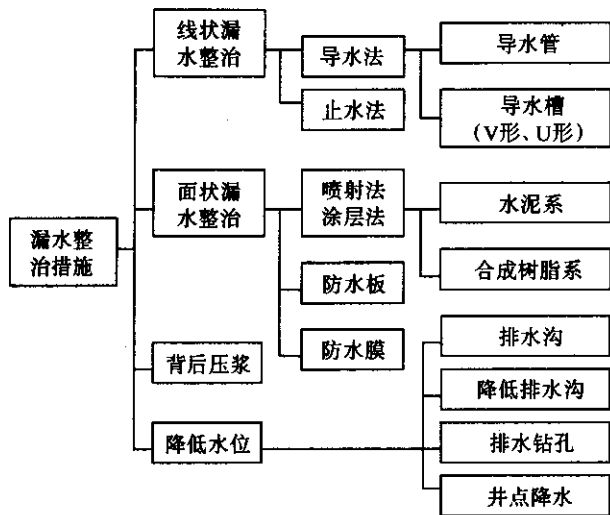 漏水整
治措施
线状漏
水整治
导水法
导水管
导水槽
(V形、U形)
止水法
面状漏
水整治
喷射法
涂层法
水泥系
合成树脂系
防水板
防水膜
背后压浆
降低水位
排水沟
降低排水沟
排水钻孔
井点降水